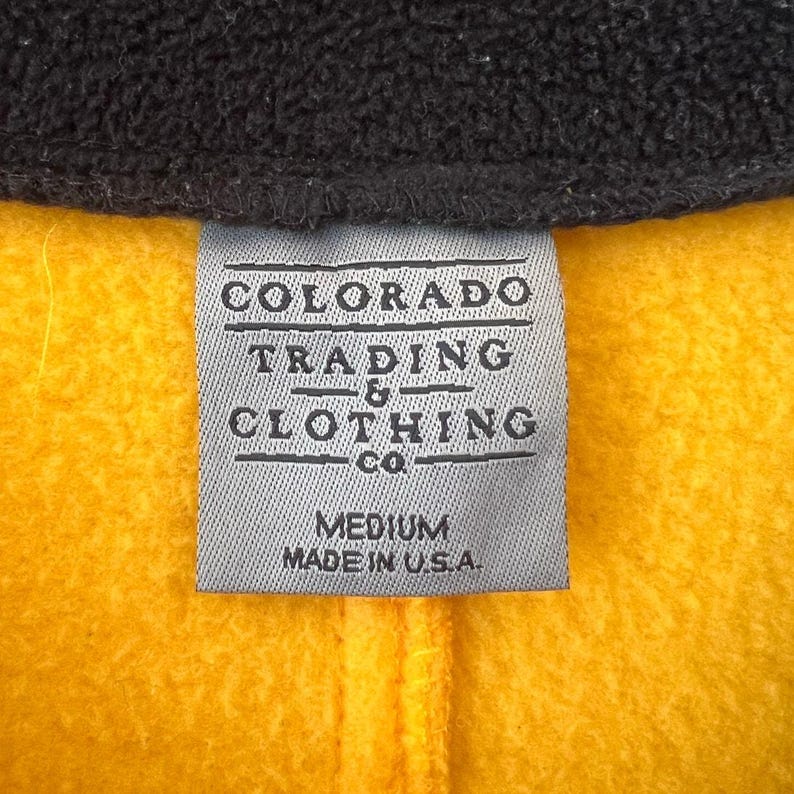 COLORADO
TRADING
&
CLOTHING
CO.
MEDIUM
MADE IN U.S.A.